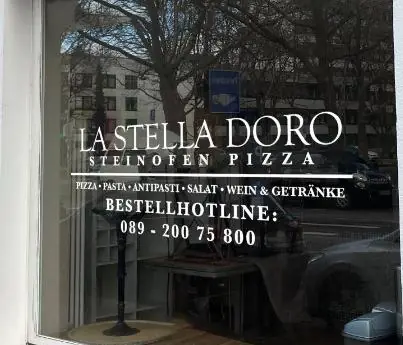 LA STELLA DORO
STEINOFEN PIZZA
PIZZA • PASTA • ANTIPASTI • SALAT • WEIN & GETRÄNKE
BESTELLHOTLINE:
089 - 200 75 800